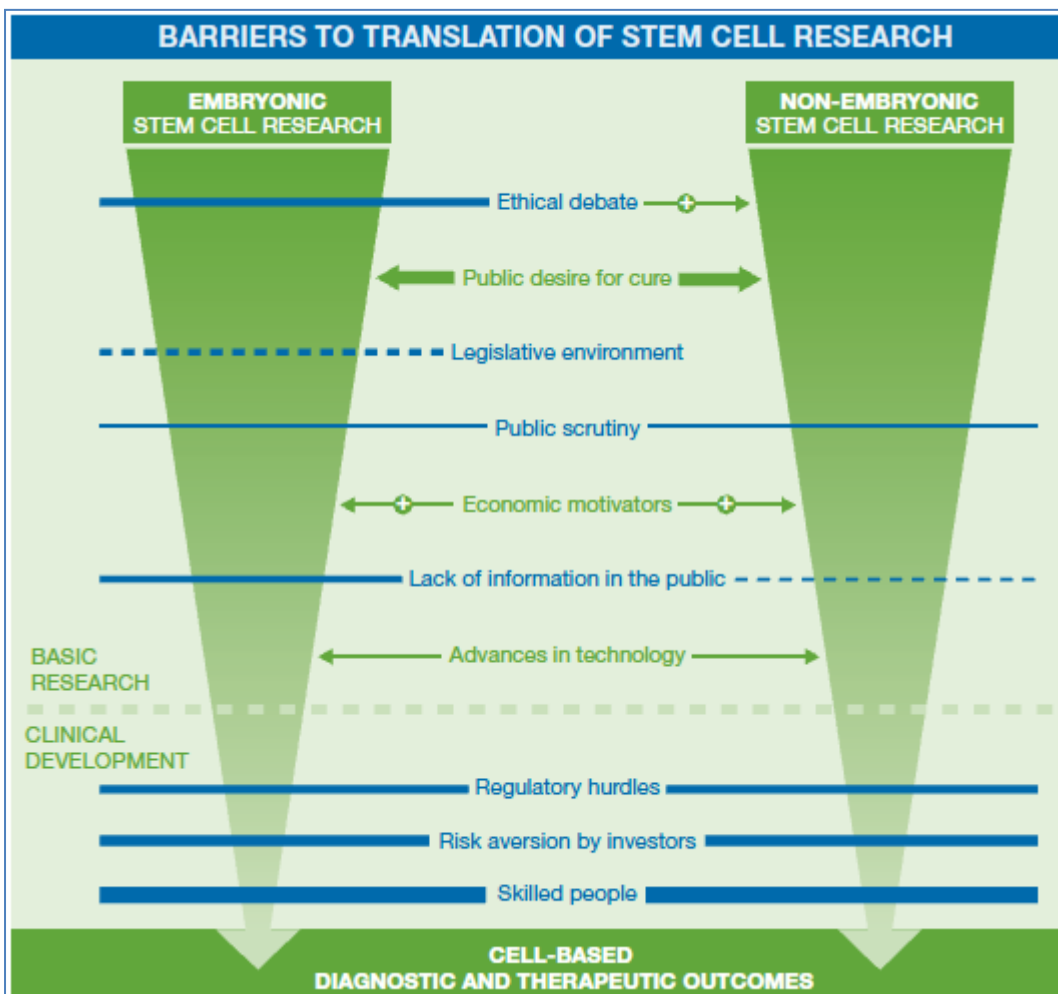 BARRIERS TO TRANSLATION OF STEM CELL RESEARCH
EMBRYONIC
STEM CELL RESEARCH
NON-EMBRYONIC
STEM CELL RESEARCH
Ethical debate
Public desire for cure
Legislative environment
Public scrutiny
Economic motivators
Lack of information in the public
Advances in technology
BASIC
RESEARCH
CLINICAL
DEVELOPMENT
Regulatory hurdles
Risk aversion by investors
Skilled people
CELL-BASED
DIAGNOSTIC AND THERAPEUTIC OUTCOMES